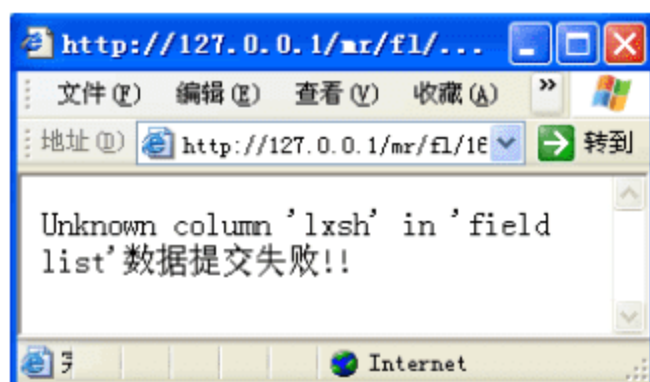 http://127.0.0.1/mr/fl/...
文件(F) 编辑(E) 查看(V) 收藏(A) »
地址(D) http://127.0.0.1/mr/fl/16 转到
Unknown column 'lxsh' in 'field
list'数据提交失败!!
Internet